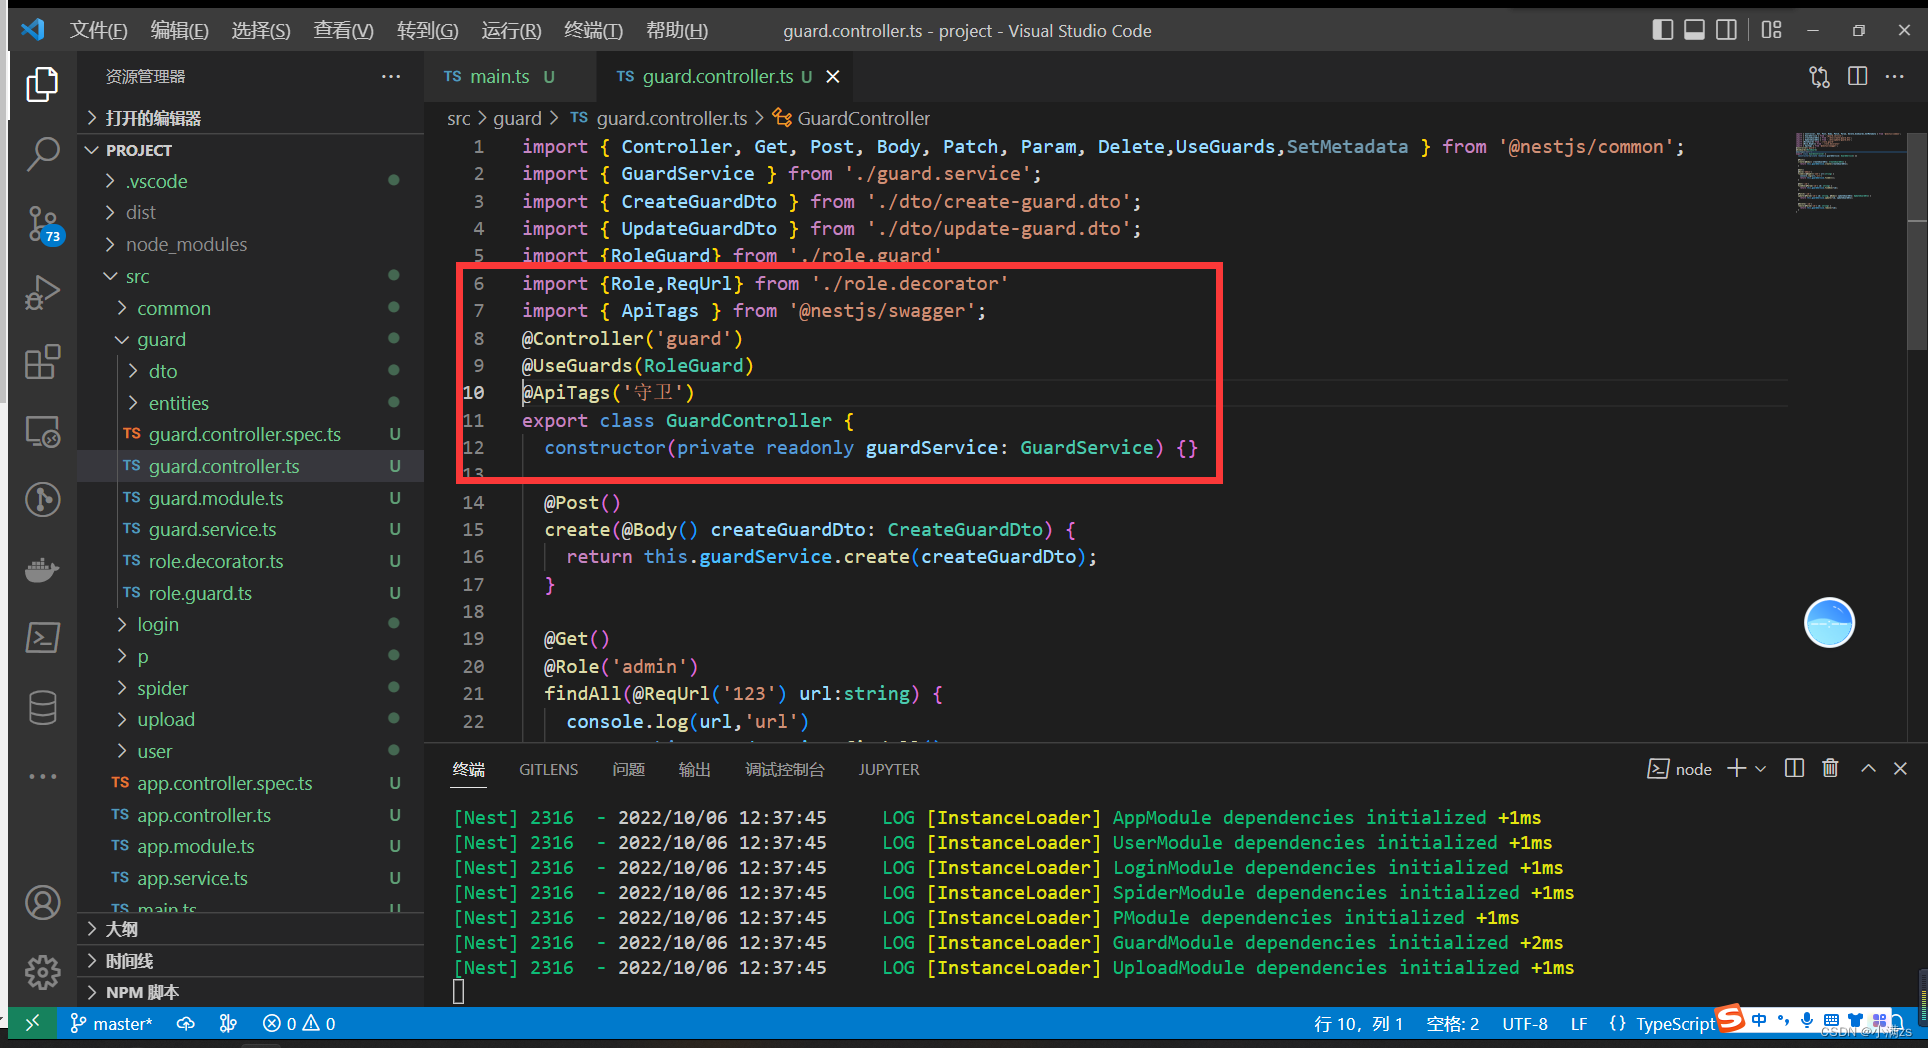 文件(F) 编辑(E) 选择(S) 查看(V) 转到(G) 运行(R) 终端(T) 帮助(H) guard.controller.ts - project - Visual Studio Code
资源管理器
打开的编辑器
PROJECT
.vscode
dist
node_modules
src
common
guard
dto
entities
TS guard.controller.spec.ts U
TS guard.controller.ts U
TS guard.module.ts U
TS guard.service.ts U
TS role.decorator.ts U
TS role.guard.ts U
login
p
spider
upload
user
TS app.controller.spec.ts U
TS app.controller.ts U
TS app.module.ts U
TS app.service.ts U
TS main.ts U
大纲
时间线
NPM 脚本
73
TS main.ts U TS guard.controller.ts U
src > guard > TS guard.controller.ts > GuardController
1 import { Controller, Get, Post, Body, Patch, Param, Delete,UseGuards,SetMetadata } from '@nestjs/common';
2 import { GuardService } from './guard.service';
3 import { CreateGuardDto } from './dto/create-guard.dto';
4 import { UpdateGuardDto } from './dto/update-guard.dto';
5 import {RoleGuard} from './role.guard'
6 import {Role,ReqUrl} from './role.decorator'
7 import { ApiTags } from '@nestjs/swagger';
8 @Controller('guard')
9 @UseGuards(RoleGuard)
10 @ApiTags('守卫')
11 export class GuardController {
12 constructor(private readonly guardService: GuardService) {}
13
14 @Post()
15 create(@Body() createGuardDto: CreateGuardDto) {
16 return this.guardService.create(createGuardDto);
17 }
18
19 @Get()
20 @Role('admin')
21 findAll(@ReqUrl('123') url:string) {
22 console.log(url,'url')
终端 GITLENS 问题 输出 调试控制台 JUPYTER node
[Nest] 2316 - 2022/10/06 12:37:45 LOG [InstanceLoader] AppModule dependencies initialized +1ms
[Nest] 2316 - 2022/10/06 12:37:45 LOG [InstanceLoader] UserModule dependencies initialized +1ms
[Nest] 2316 - 2022/10/06 12:37:45 LOG [InstanceLoader] LoginModule dependencies initialized +1ms
[Nest] 2316 - 2022/10/06 12:37:45 LOG [InstanceLoader] SpiderModule dependencies initialized +1ms
[Nest] 2316 - 2022/10/06 12:37:45 LOG [InstanceLoader] PModule dependencies initialized +1ms
[Nest] 2316 - 2022/10/06 12:37:45 LOG [InstanceLoader] GuardModule dependencies initialized +2ms
[Nest] 2316 - 2022/10/06 12:37:45 LOG [InstanceLoader] UploadModule dependencies initialized +1ms
master* 0 0 行 10，列 1 空格: 2 UTF-8 LF {} TypeScript 中
CSDN @小满zs